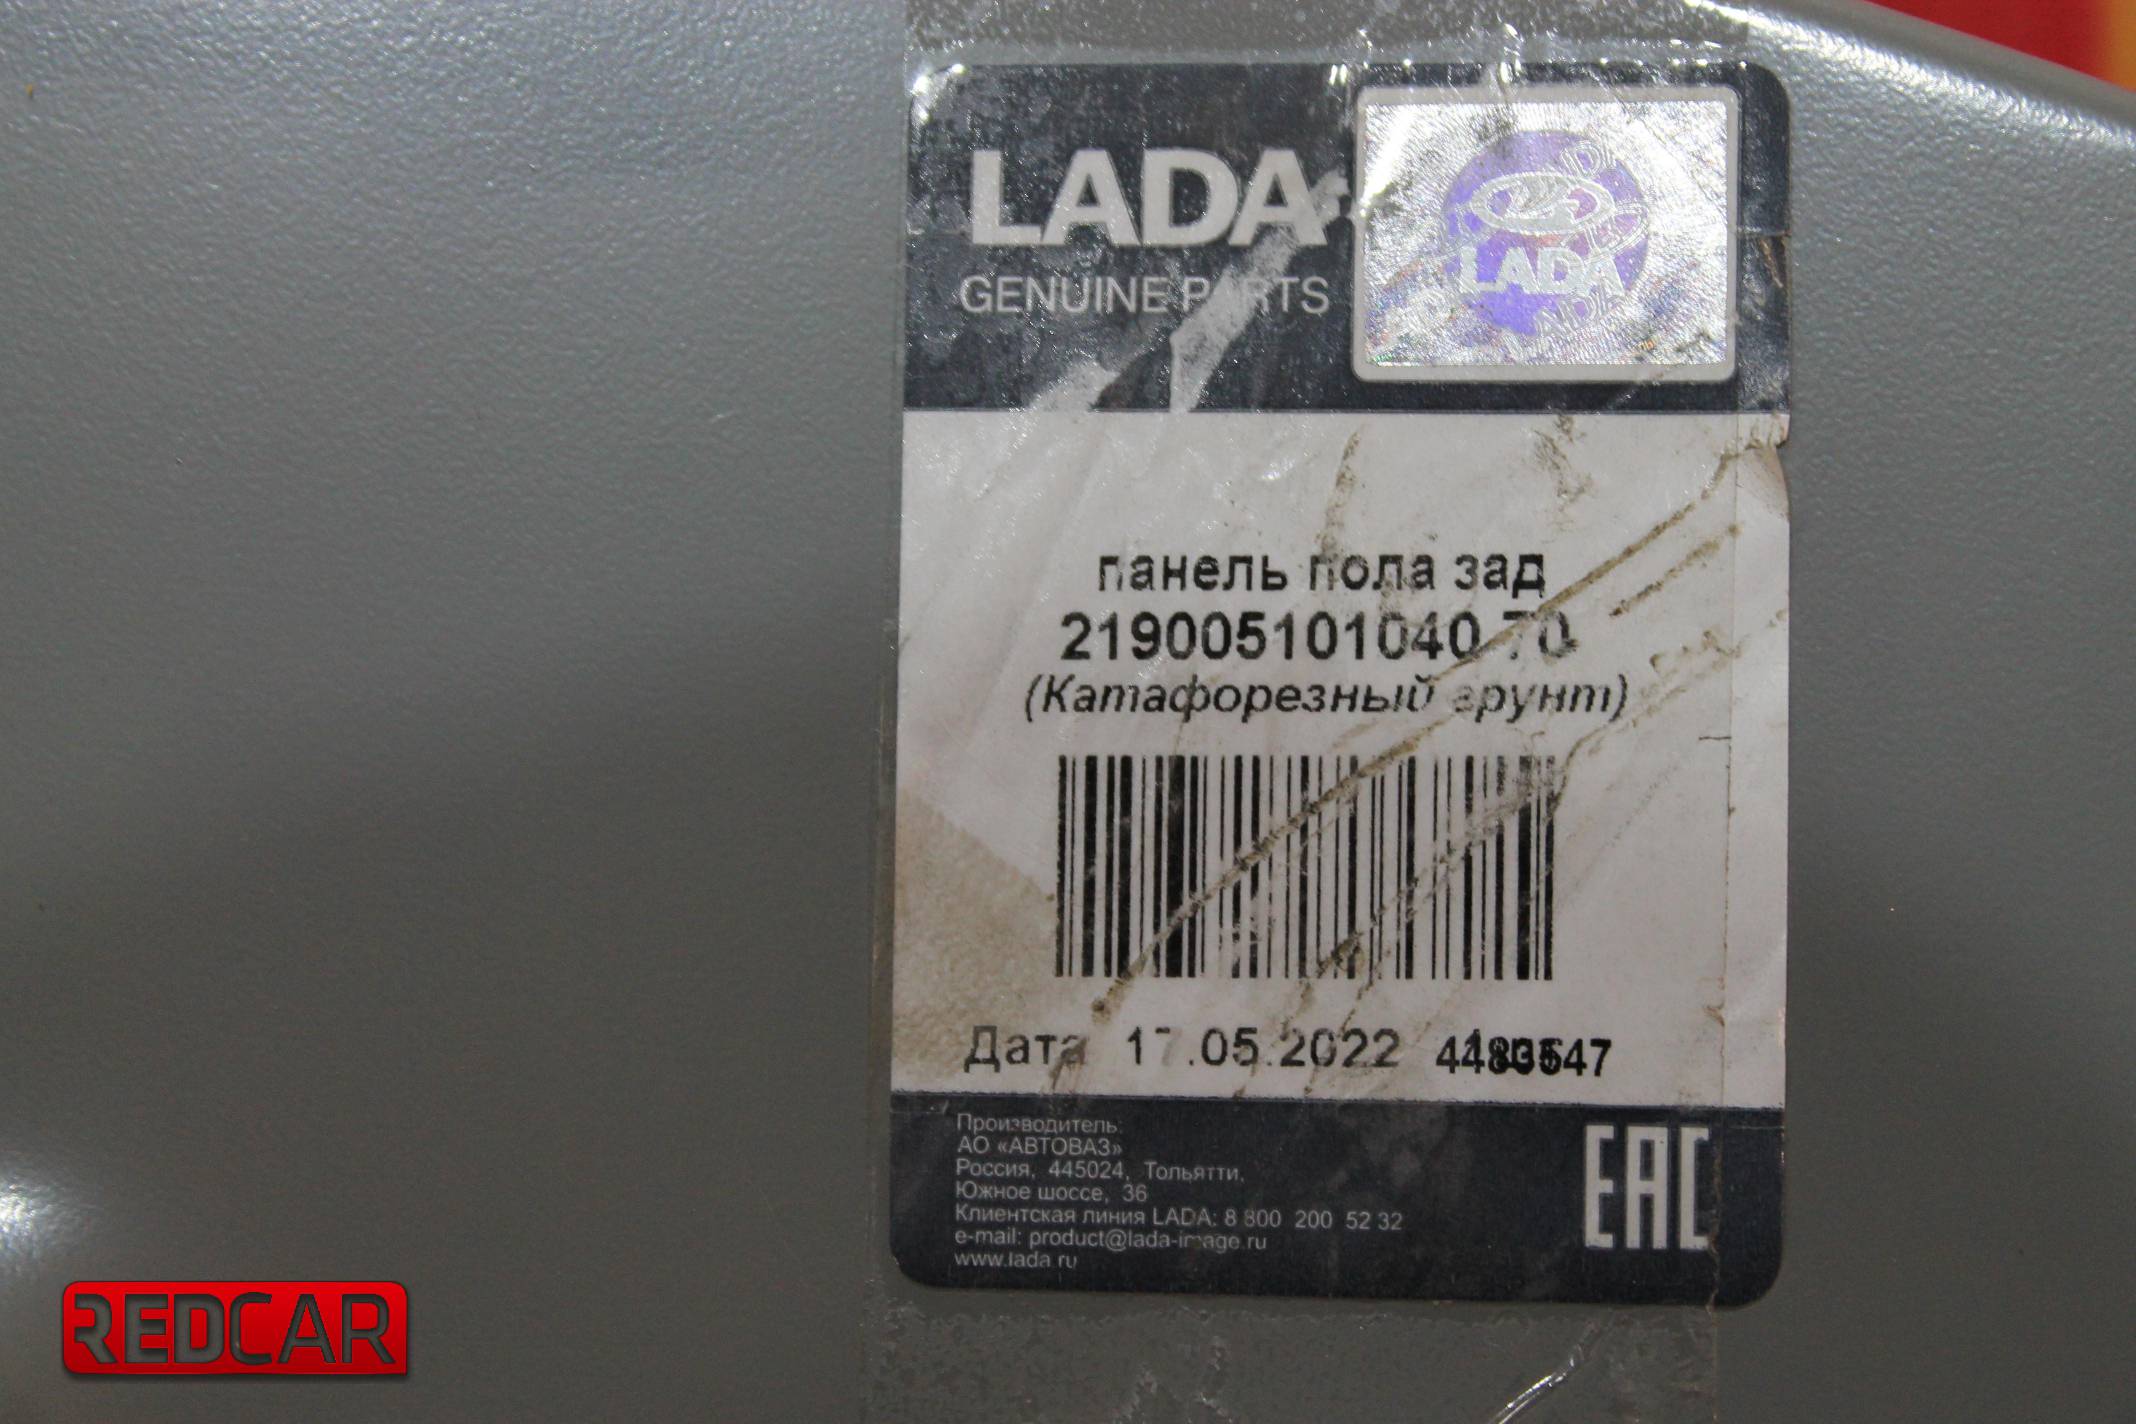 LADA
GENUINE PARTS
LADA
панель пола зад
219005101040 70
(Катафорезный грунт)
Дата 17.05.2022
Производитель:
АО «АВТОВАЗ»
Россия, 445024, Тольятти,
Южное шоссе, 36
Клиентская линия LADA: 8 800 200 52 32
e-mail: product@lada-image.ru
www.lada.ru
EAC
REDCAR